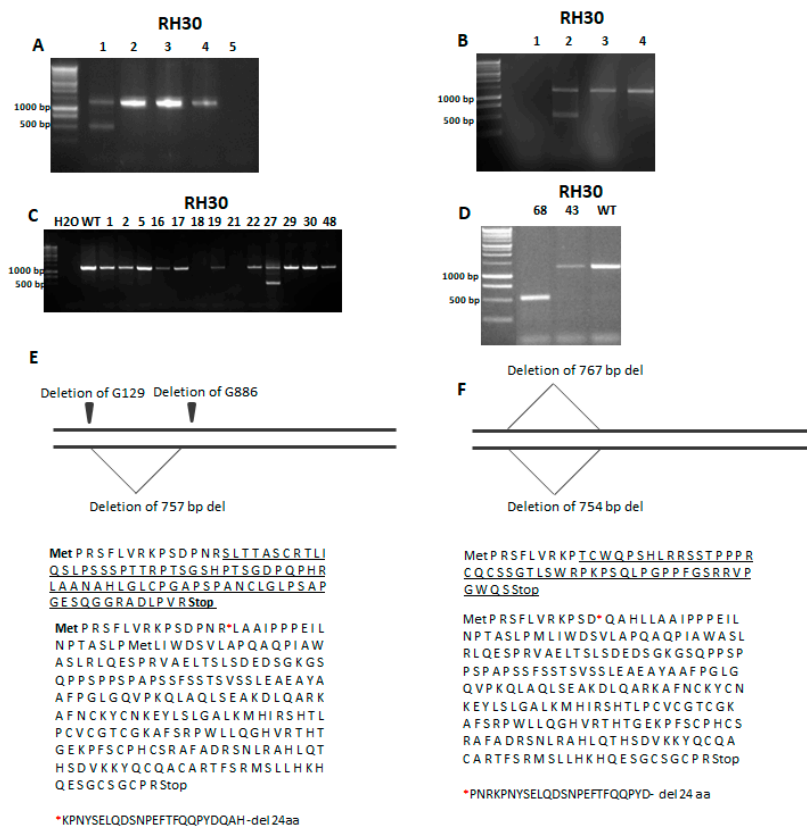 RH30
A
1 2 3 4 5
1000 bp
500 bp
RH30
B
1 2 3 4
1000 bp
500 bp
RH30
C
H2O WT 1 2 5 16 17 18 19 21 22 27 29 30 48
1000 bp
500 bp
RH30
D
68 43 WT
1000 bp
500 bp
E
Deletion of G129 Deletion of G886
Deletion of 757 bp del
Met P R S F L V R K P S D P N R S L T T A S C R T L I
Q S L P S S S P T T R P T S G S H P T S G D P Q P H R
L A A N A H L G L C P G A P S P A N C L G L P S A P
G E S Q G G R A D L P V R Stop
Met P R S F L V R K P S D P N R * L A A I P P P E I L
N P T A S L P Met L I W D S V L A P Q A Q P I A W
A S L R L Q E S P R V A E L T S L S D E D S G K G S
Q P P S P P S P A P S S F S S T S V S S L E A E A Y A
A F P G L G Q V P K Q L A Q L S E A K D L Q A R K
A F N C K Y C N K E Y L S L G A L K M H I R S H T L
P C V C G T C G K A F S R P W L L Q G H V R T H T
G E K P F S C P H C S R A F A D R S N L R A H L Q T
H S D V K K Y Q C Q A C A R T F S R M S L L H K H
Q E S G C S G C P R Stop
*KPNYSELQDSNPEFTFQQPYDQAH-del 24aa
F
Deletion of 767 bp del
Deletion of 754 bp del
Met P R S F L V R K P T C W Q P S H L R R S S T P P P R
C Q C S S G T L S W R P K P S Q L P G P P F G S R R V P
G W Q S S Stop
Met P R S F L V R K P S D * Q A H L L A A I P P P E I L
N P T A S L P M L I W D S V L A P Q A Q P I A W A S L
R L Q E S P R V A E L T S L S D E D S G K G S Q P P S P
P S P A P S S F S S T S V S S L E A E A Y A A F P G L G
Q V P K Q L A Q L S E A K D L Q A R K A F N C K Y C N
K E Y L S L G A L K M H I R S H T L P C V C G T C G K
A F S R P W L L Q G H V R T H T G E K P F S C P H C S
R A F A D R S N L R A H L Q T H S D V K K Y Q C Q A
C A R T F S R M S L L H K H Q E S G C S G C P R Stop
*PNRKPNYSELQDSNPEFTFQQPYD- del 24 aa